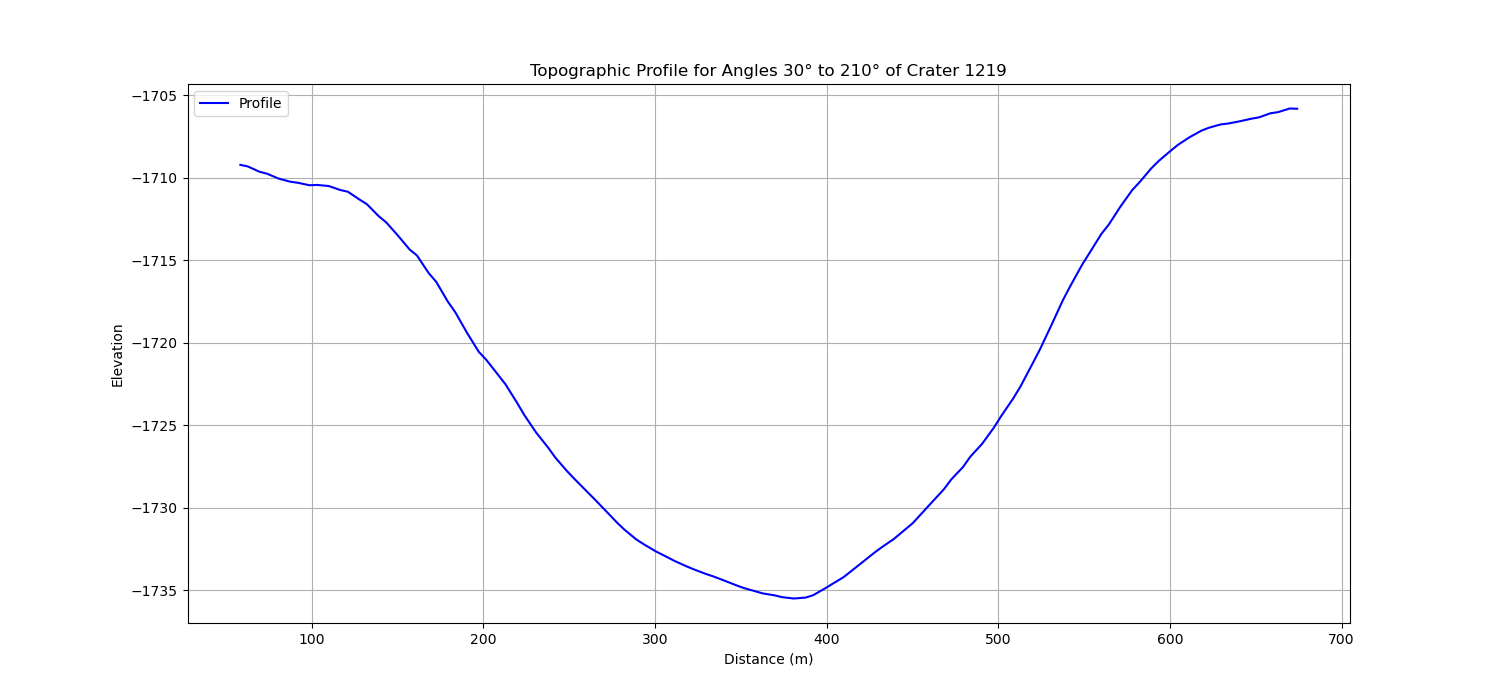 Topographic Profile for Angles 30° to 210° of Crater 1219
Profile
−1705
−1710
−1715
−1720
−1725
−1730
−1735
Elevation
100 200 300 400 500 600 700
Distance (m)